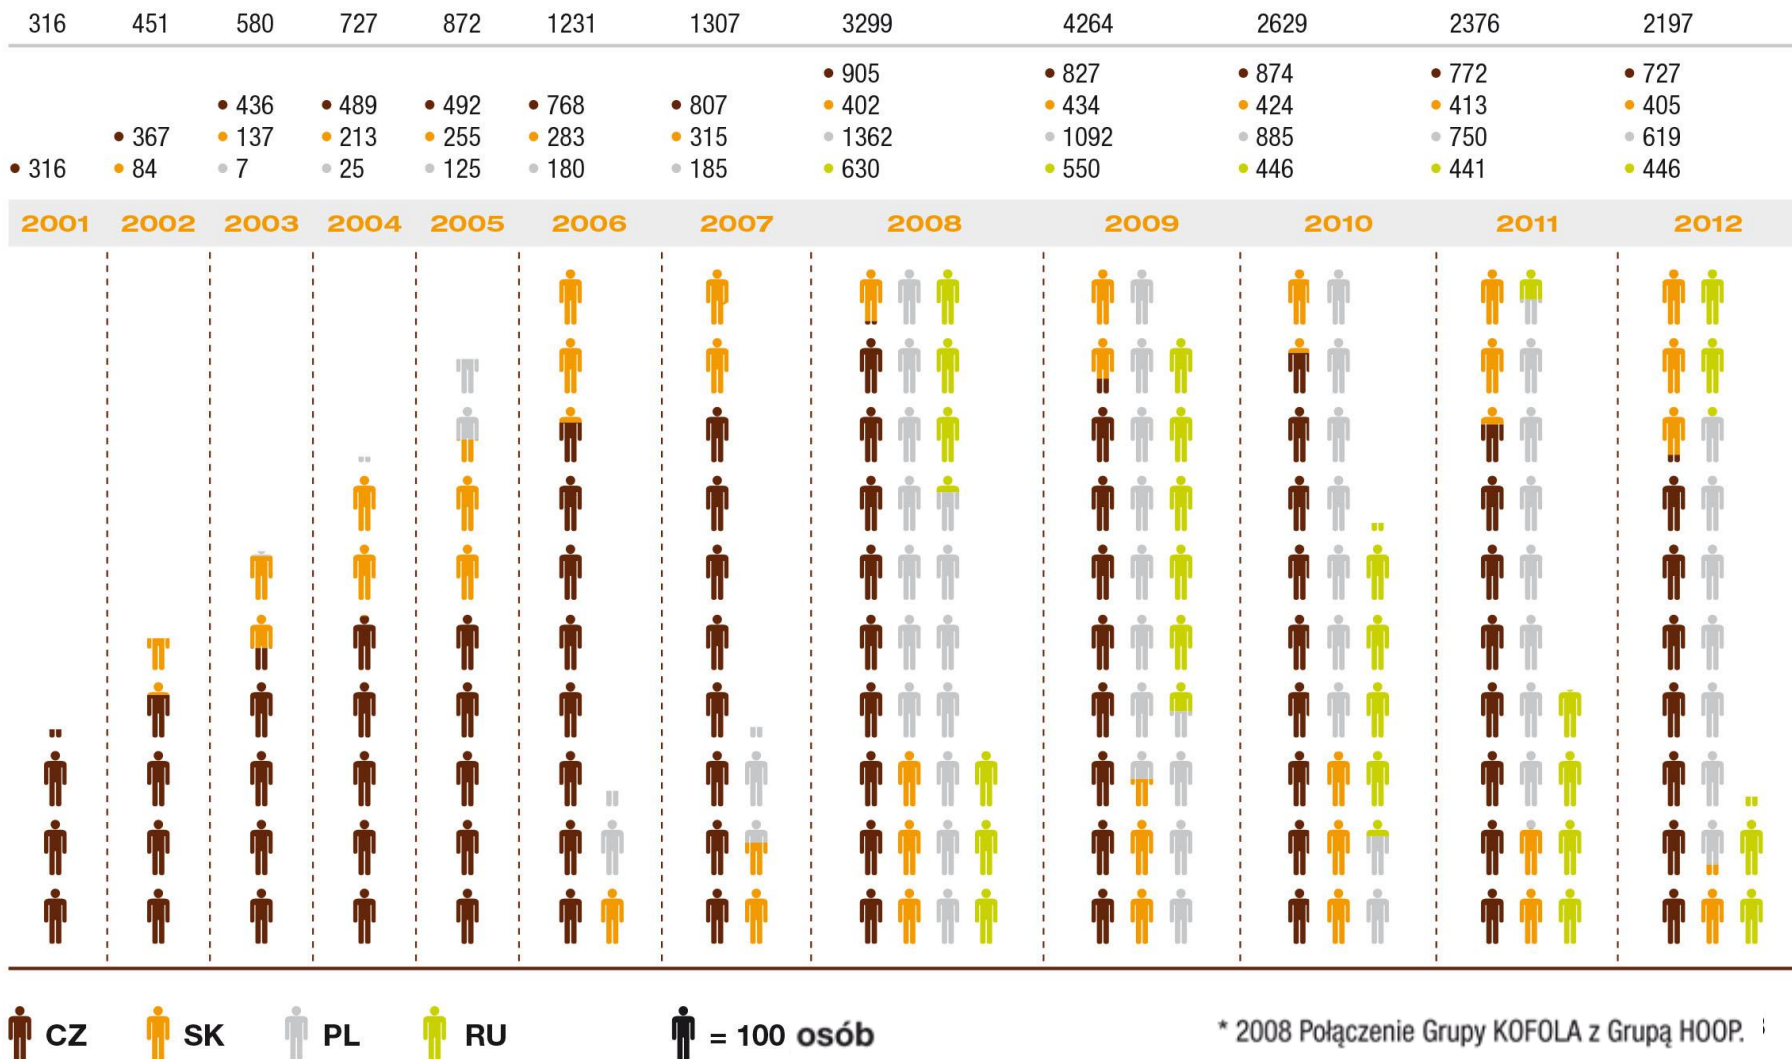 316 451 580 727 872 1231 1307 3299 4264 2629 2376 2197
905 827 874 772 727
436 489 492 768 807 402 434 424 413 405
367 137 213 255 283 315 1362 1092 885 750 619
316 84 7 25 125 180 185 630 550 446 441 446
2001 2002 2003 2004 2005 2006 2007 2008 2009 2010 2011 2012
CZ SK PL RU = 100 osób * 2008 Połączenie Grupy KOFOLA z Grupą HOOP.